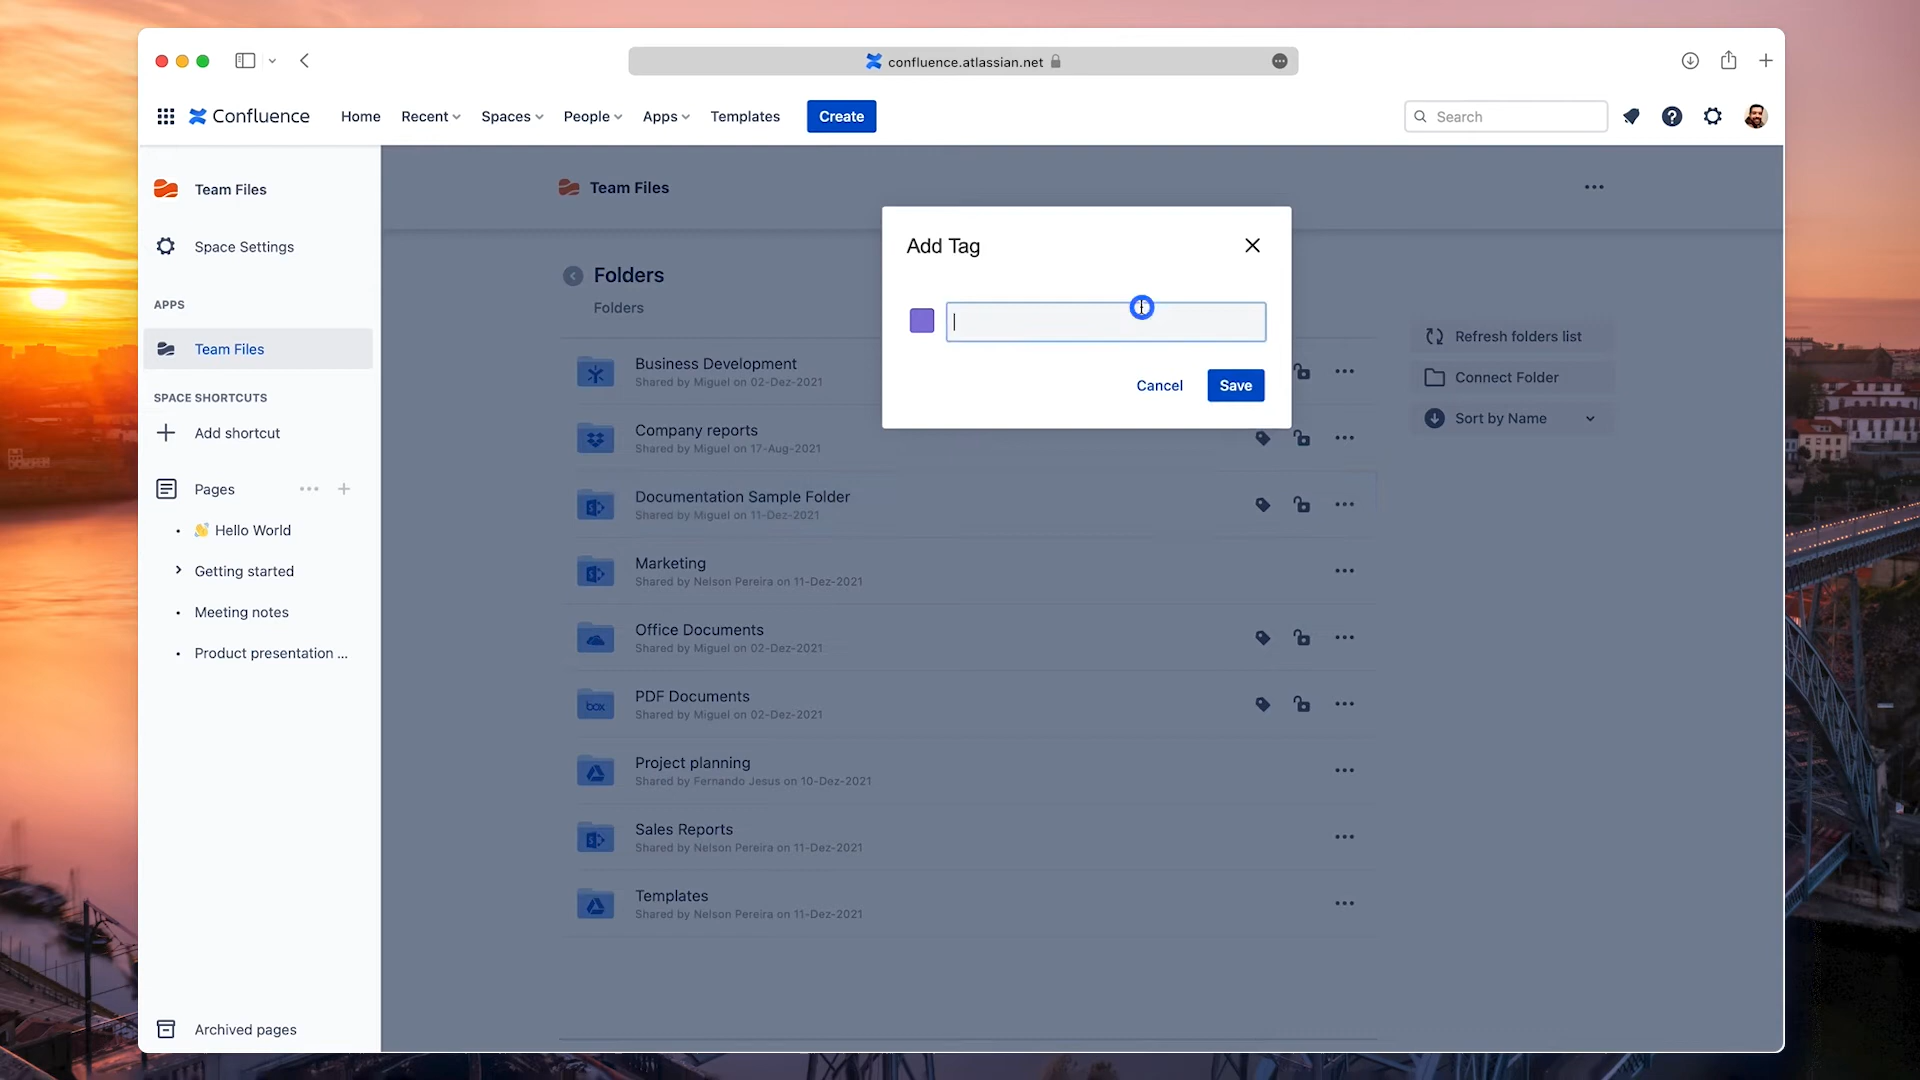 confluence.atlassian.net
Confluence
Home
Recent
Spaces
People
Apps
Templates
Create
Search
Team Files
Space Settings
APPS
Team Files
SPACE SHORTCUTS
Add shortcut
Pages
Hello World
Getting started
Meeting notes
Product presentation ...
Archived pages
Team Files
Folders
Folders
Business Development
Shared by Miguel on 02-Dez-2021
Company reports
Shared by Miguel on 17-Aug-2021
Documentation Sample Folder
Shared by Miguel on 11-Dez-2021
Marketing
Shared by Nelson Pereira on 11-Dez-2021
Office Documents
Shared by Miguel on 02-Dez-2021
box
PDF Documents
Shared by Miguel on 02-Dez-2021
Project planning
Shared by Fernando Jesus on 10-Dez-2021
Sales Reports
Shared by Nelson Pereira on 11-Dez-2021
Templates
Shared by Nelson Pereira on 11-Dez-2021
Add Tag
Cancel
Save
Refresh folders list
Connect Folder
Sort by Name